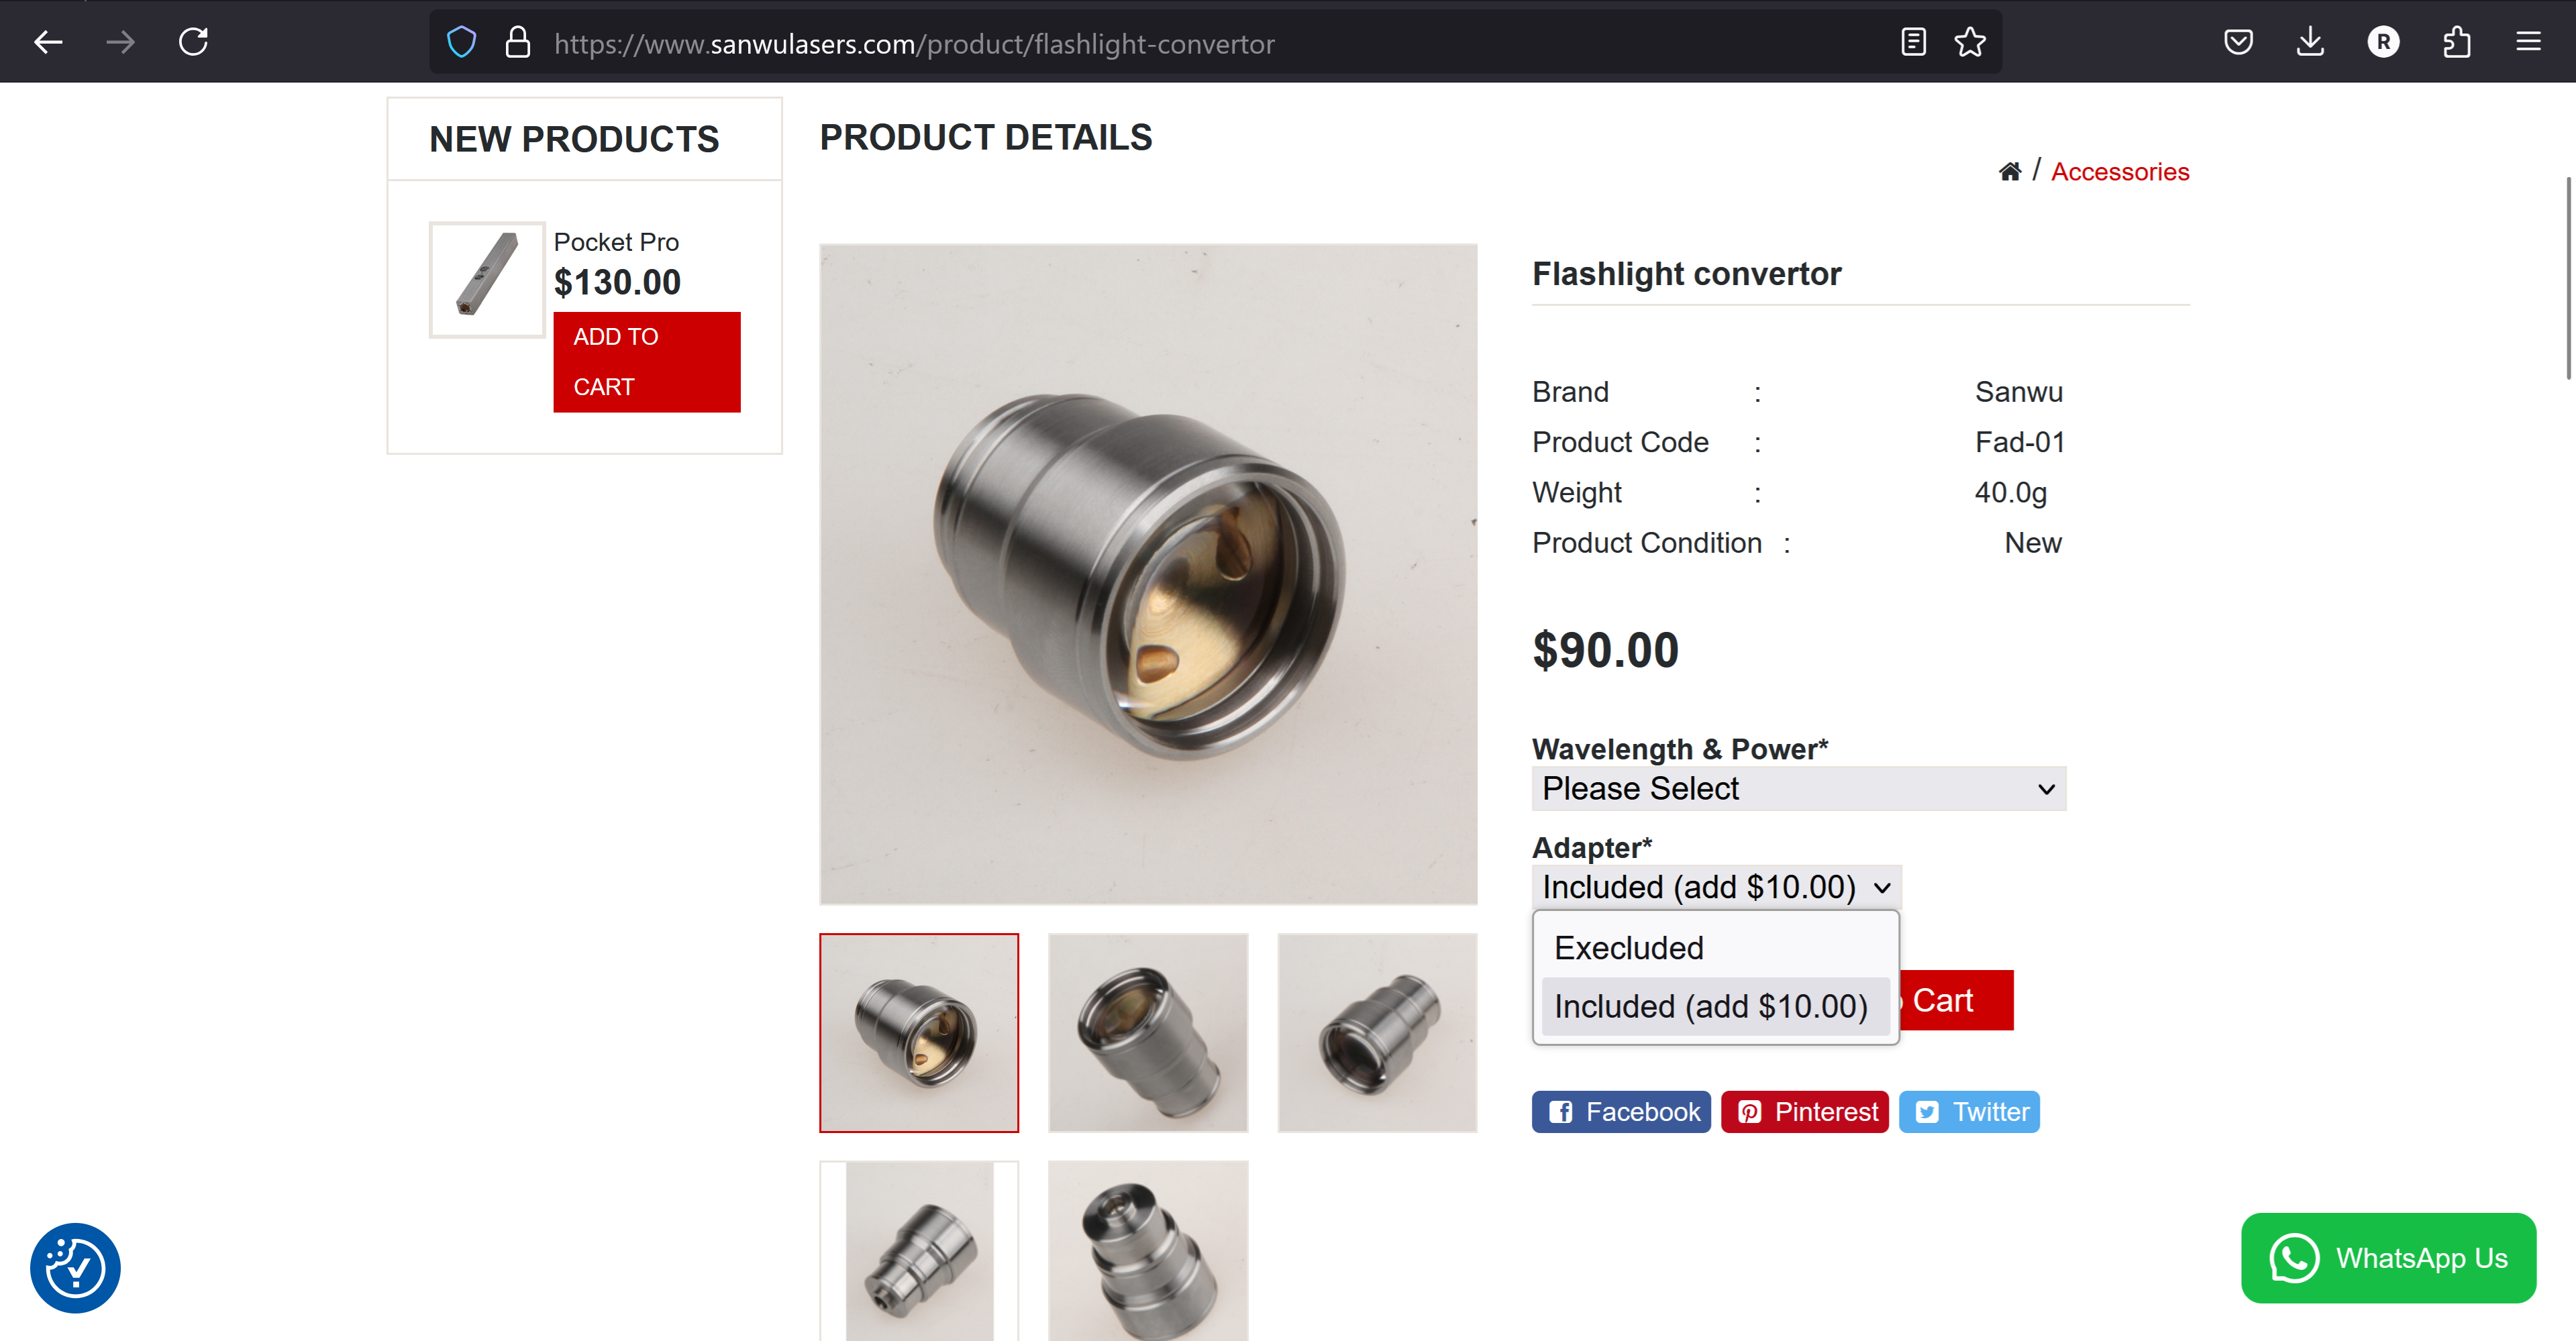 https://www.sanwulasers.com/product/flashlight-convertor
R
NEW PRODUCTS
Pocket Pro
$130.00
ADD TO
CART
PRODUCT DETAILS
/ Accessories
Flashlight convertor
Brand : Sanwu
Product Code : Fad-01
Weight : 40.0g
Product Condition : New
$90.00
Wavelength & Power*
Please Select
Adapter*
Included (add $10.00)
Execluded
Included (add $10.00)
Cart
Facebook
Pinterest
Twitter
WhatsApp Us